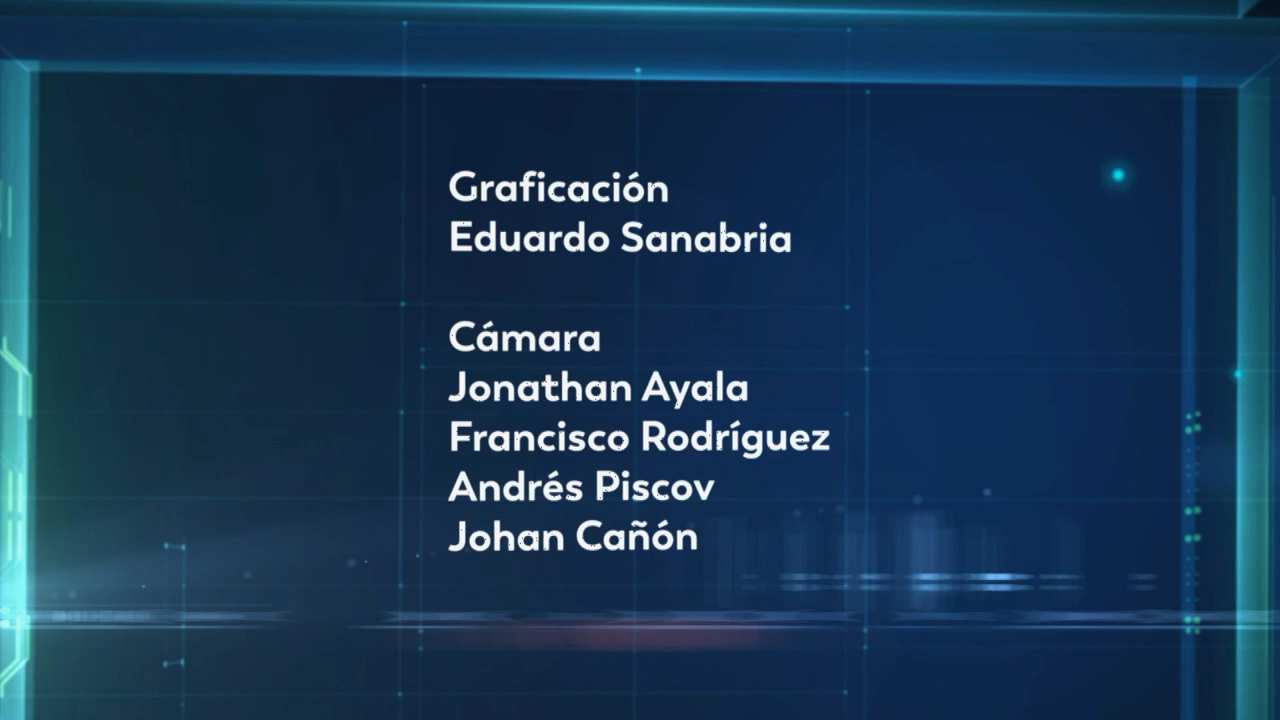 Graficación
Eduardo Sanabria
Cámara
Jonathan Ayala
Francisco Rodríguez
Andrés Piscov
Johan Cañón